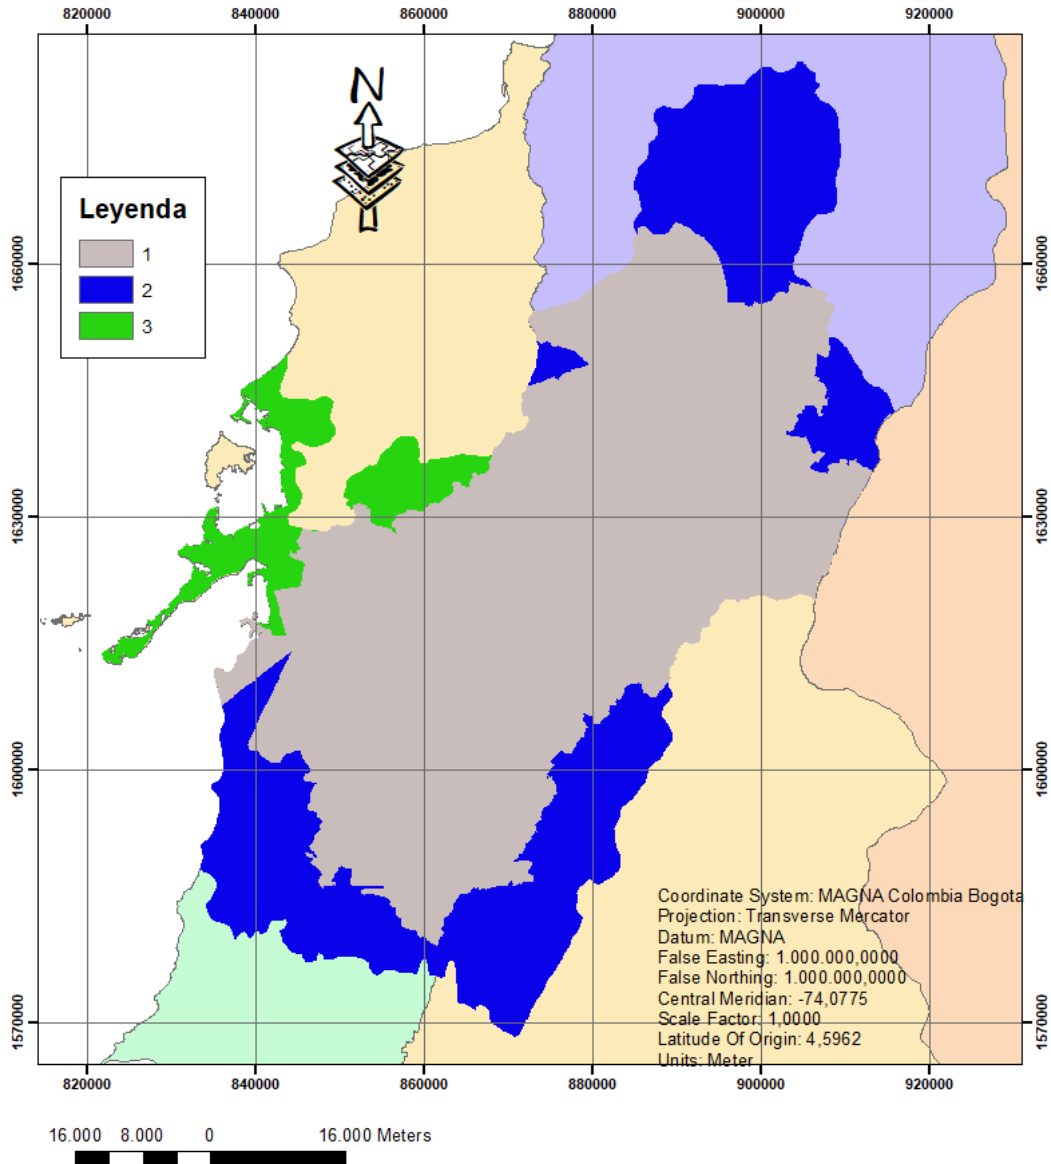 820000 840000 860000 880000 900000 920000
N
Leyenda
1
2
3
1660000 1660000
1630000 1630000
1600000 1600000
1570000 1570000
Coordinate System: MAGNA Colombia Bogota
Projection: Transverse Mercator
Datum: MAGNA
False Easting: 1.000.000,0000
False Northing: 1.000.000,0000
Central Meridian: -74,0775
Scale Factor: 1,0000
Latitude Of Origin: 4,5962
Units: Meter
820000 840000 860000 880000 900000 920000
16.000 8.000 0 16.000 Meters